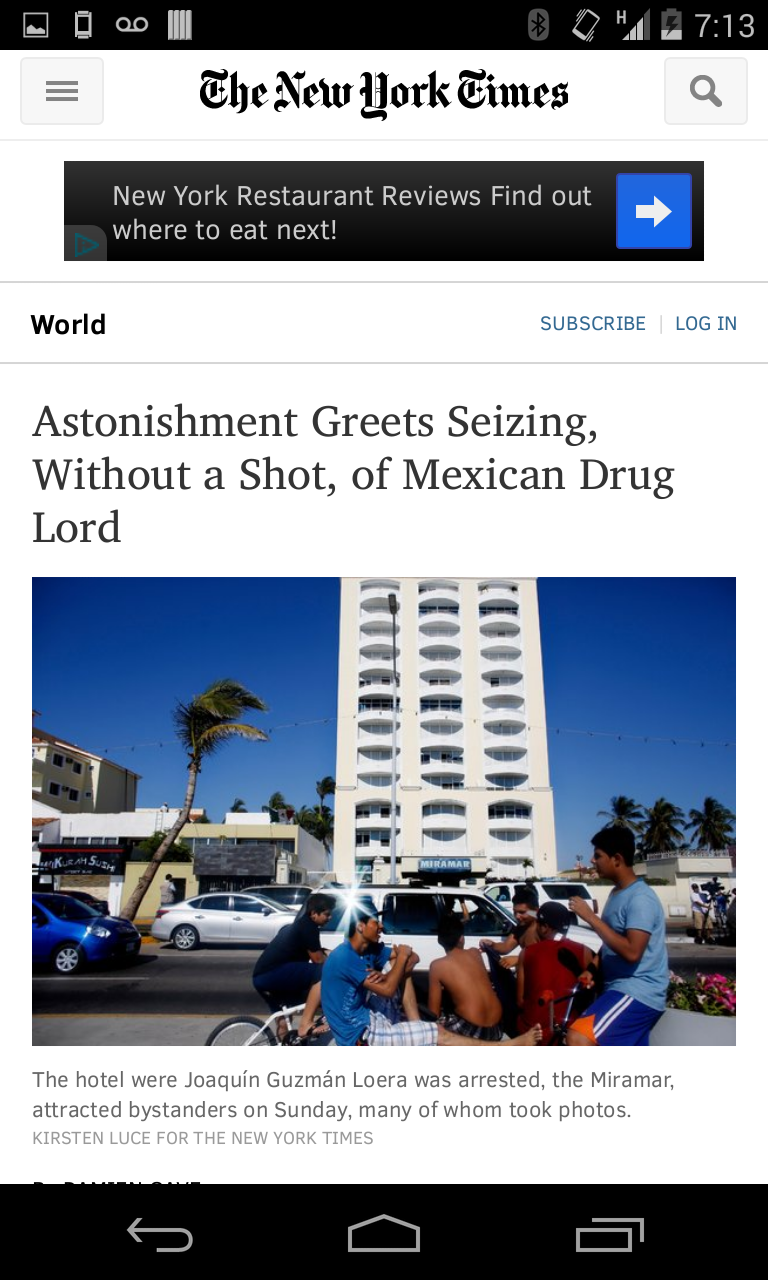 H 7:13
The New York Times
New York Restaurant Reviews Find out
where to eat next!
World
SUBSCRIBE | LOG IN
Astonishment Greets Seizing,
Without a Shot, of Mexican Drug
Lord
SUSHI
MIRAMAR
The hotel were Joaquín Guzmán Loera was arrested, the Miramar,
attracted bystanders on Sunday, many of whom took photos.
KIRSTEN LUCE FOR THE NEW YORK TIMES
By DAMIEN CAVE